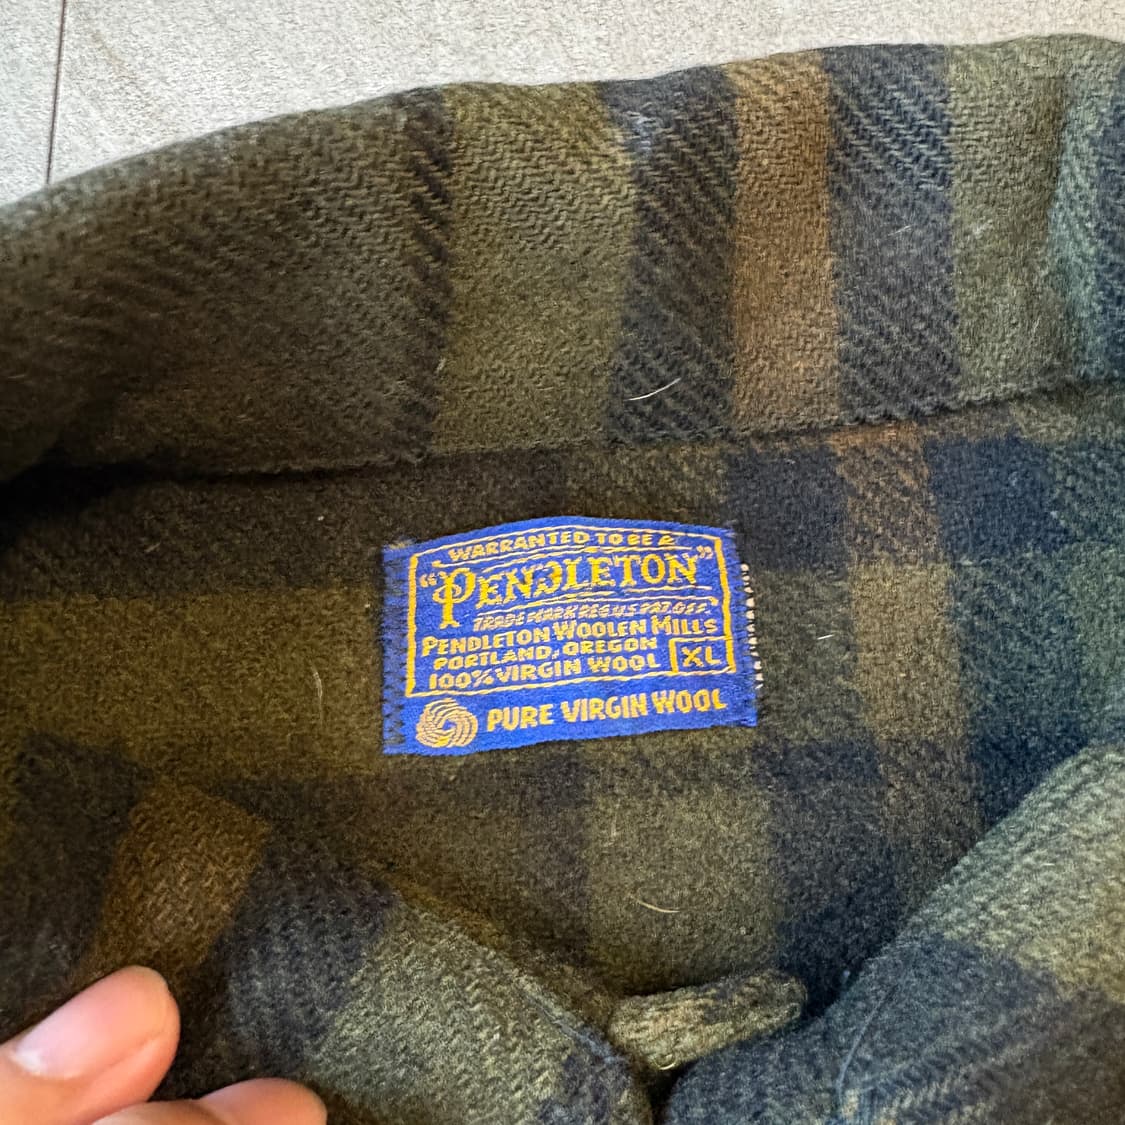 WARRANTED TO BE A
"PENDLETON"
TRADE MARK REG U.S. PAT. OFF.
PENDLETON WOOLEN MILLS
PORTLAND, OREGON
100% VIRGIN WOOL
XL
PURE VIRGIN WOOL